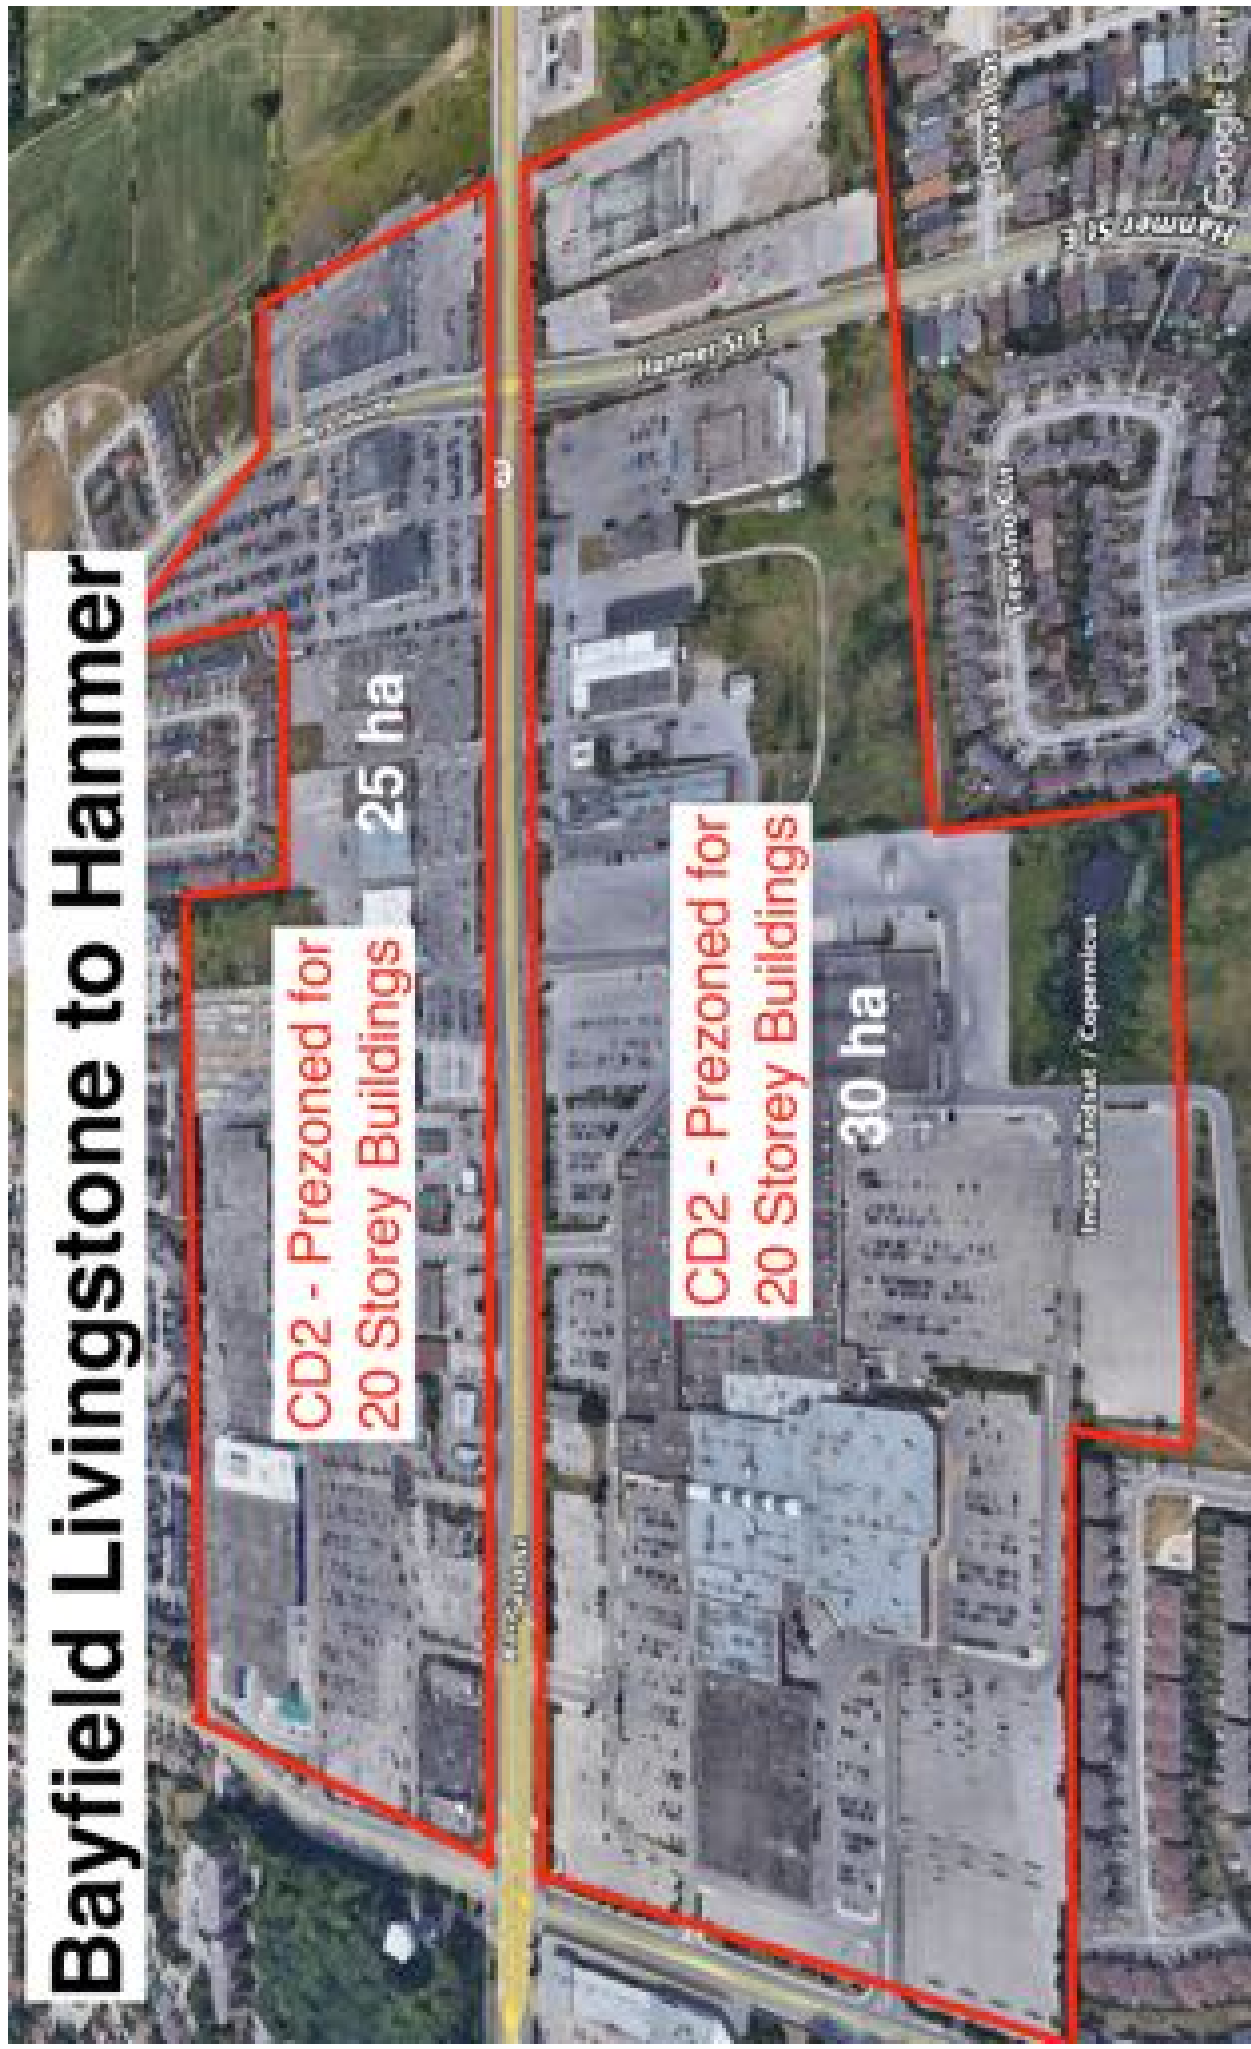 Bayfield Livingstone to Hanmer
CD2 - Prezoned for
20 Storey Buildings
25 ha
CD2 - Prezoned for
20 Storey Buildings
30 ha
Hanmer St E
Hanmer St E
Image Landsat / Copernicus
Google Earth